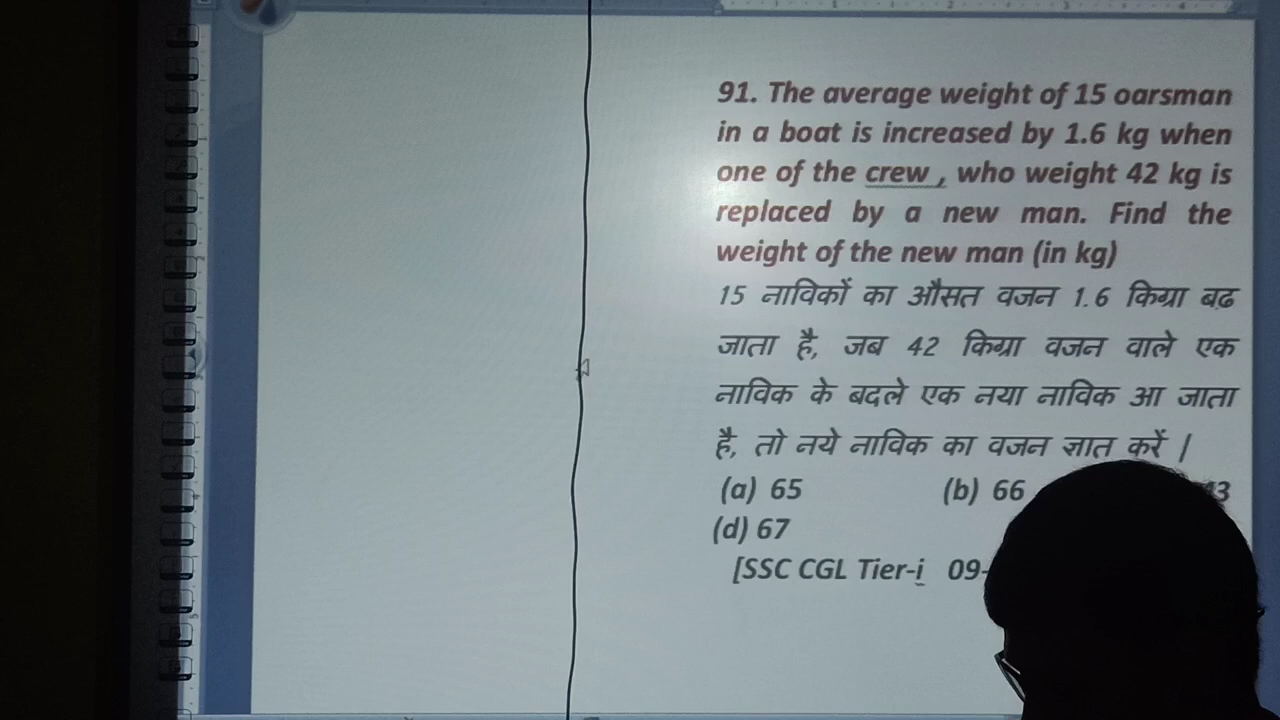 91. The average weight of 15 oarsman
in a boat is increased by 1.6 kg when
one of the crew , who weight 42 kg is
replaced by a new man. Find the
weight of the new man (in kg)
15 नाविकों का औसत वजन 1.6 किग्रा बढ़
जाता है, जब 42 किग्रा वजन वाले एक
नाविक के बदले एक नया नाविक आ जाता
है, तो नये नाविक का वजन ज्ञात करें |
(a) 65 (b) 66
(d) 67
[SSC CGL Tier-i 09-